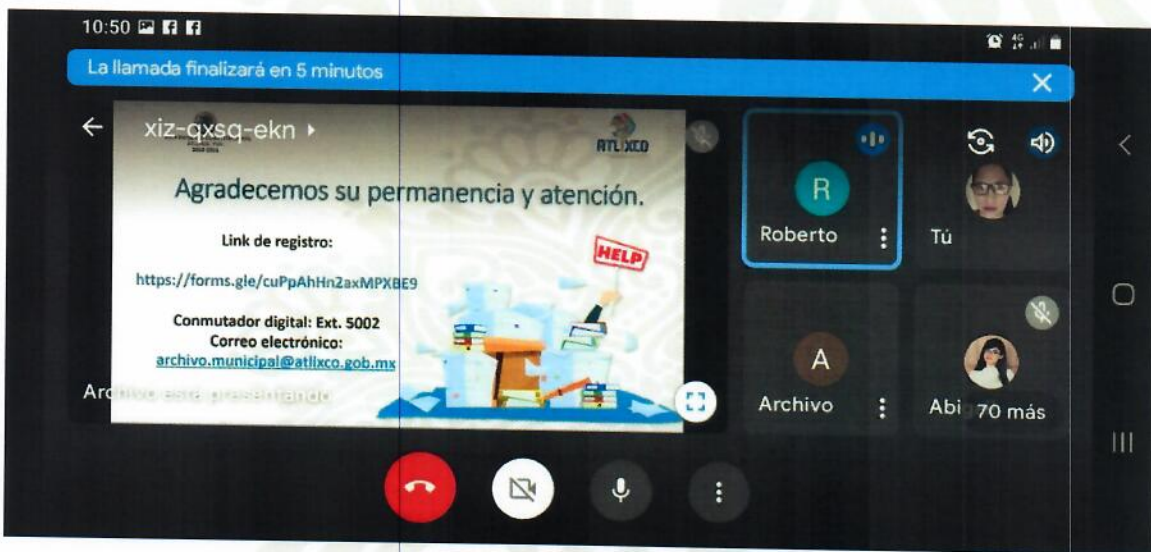 10:50
4G
La llamada finalizará en 5 minutos
xiz-qxsq-ekn
ATLIXCO
Agradecemos su permanencia y atención.
Link de registro:
https://forms.gle/cuPpAhHn2axMPXBE9
HELP
Conmutador digital: Ext. 5002
Correo electrónico:
archivo.municipal@atlixco.gob.mx
Archivo está presentando
R
Roberto
Tú
A
Archivo
Abi 70 más